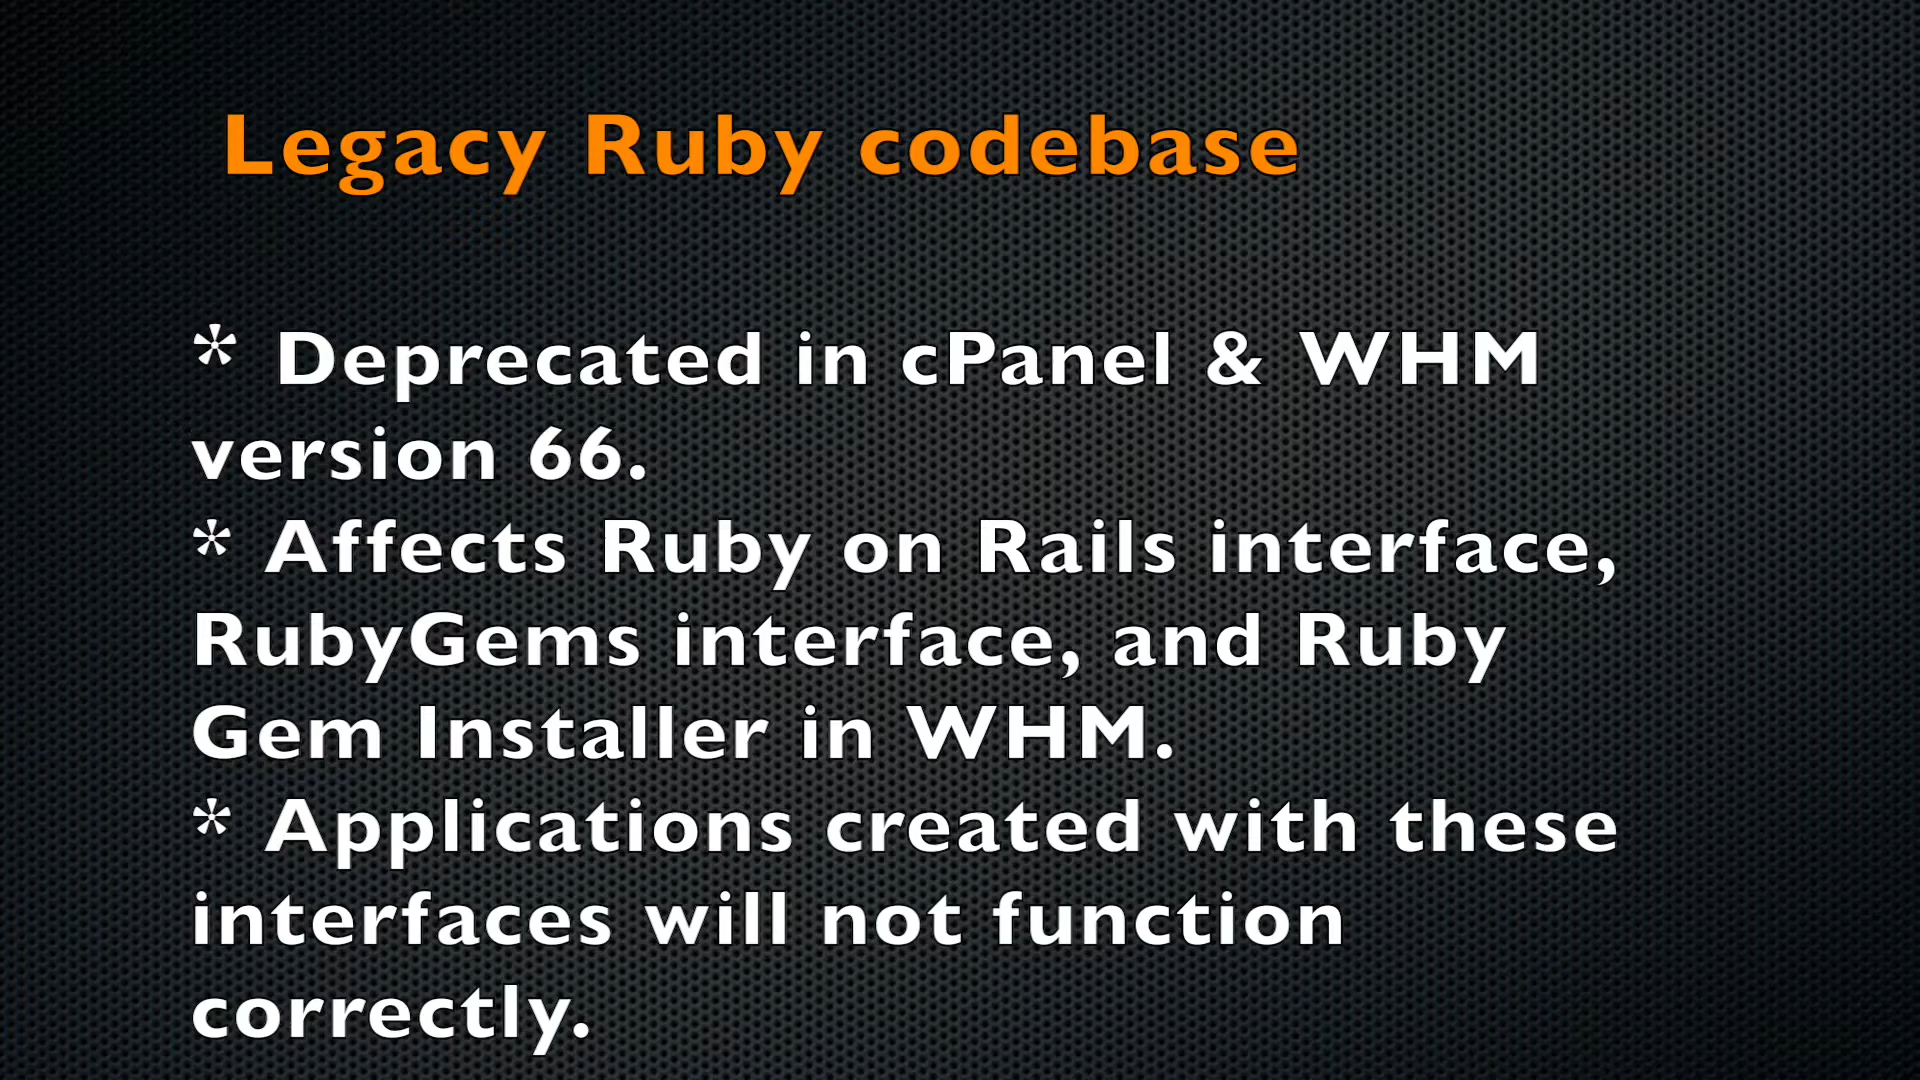 Legacy Ruby codebase
* Deprecated in cPanel & WHM
version 66.
* Affects Ruby on Rails interface,
RubyGems interface, and Ruby
Gem Installer in WHM.
* Applications created with these
interfaces will not function
correctly.